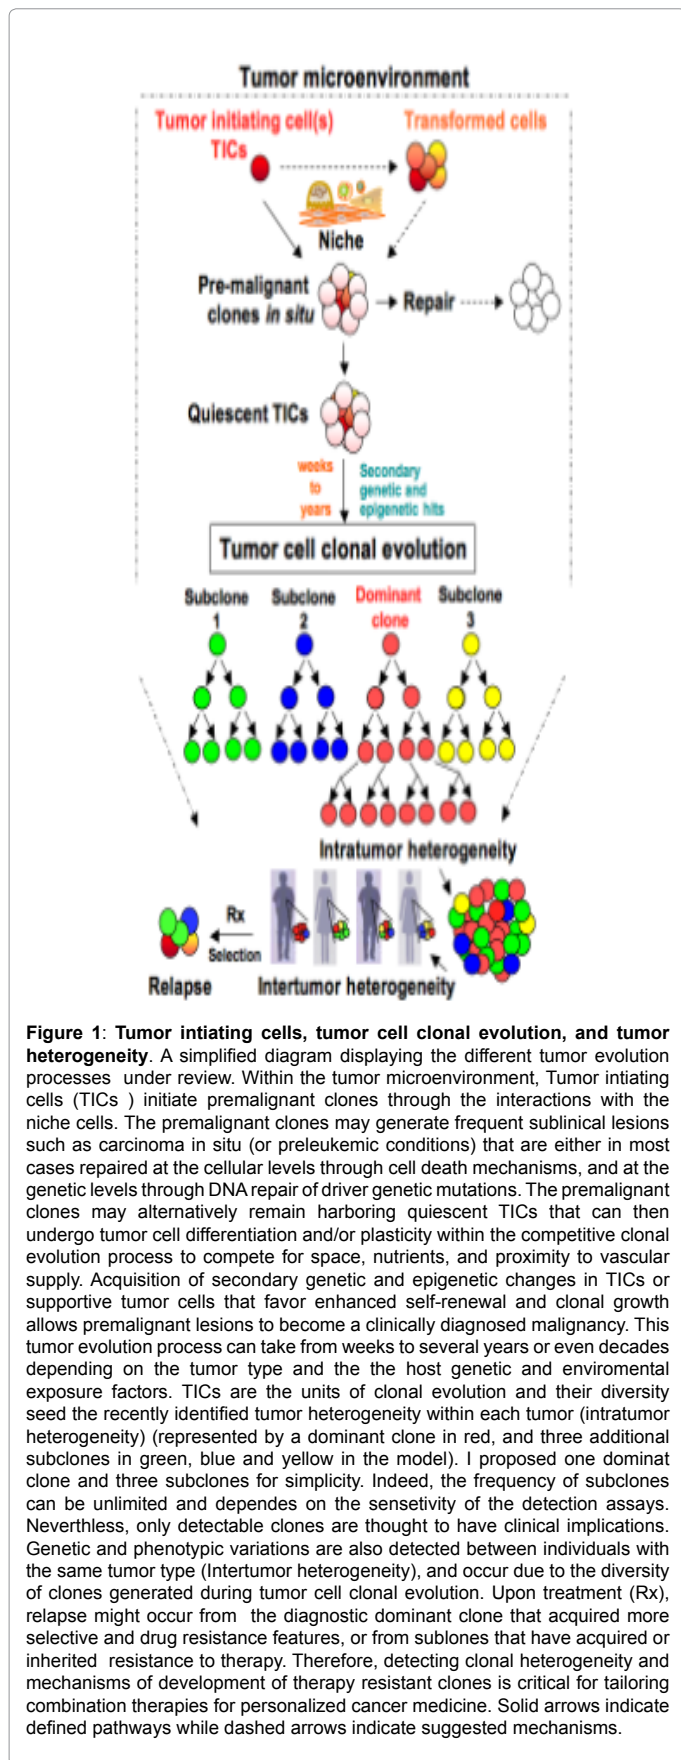 Tumor microenvironment
Tumor initiating cell(s) Transformed cells
TICs
Niche
Pre-malignant
clones in situ
Repair
Quiescent TICs
weeks
to
years
Secondary
genetic and
epigenetic hits
Tumor cell clonal evolution
Subclone Subclone Dominant Subclone
1 2 clone 3
Intratumor heterogeneity
Rx
Selection
Relapse Intertumor heterogeneity
Figure 1: Tumor intiating cells, tumor cell clonal evolution, and tumor
heterogeneity. A simplified diagram displaying the different tumor evolution
processes under review. Within the tumor microenvironment, Tumor intiating
cells (TICs ) initiate premalignant clones through the interactions with the
niche cells. The premalignant clones may generate frequent sublinical lesions
such as carcinoma in situ (or preleukemic conditions) that are either in most
cases repaired at the cellular levels through cell death mechanisms, and at the
genetic levels through DNA repair of driver genetic mutations. The premalignant
clones may alternatively remain harboring quiescent TICs that can then
undergo tumor cell differentiation and/or plasticity within the competitive clonal
evolution process to compete for space, nutrients, and proximity to vascular
supply. Acquisition of secondary genetic and epigenetic changes in TICs or
supportive tumor cells that favor enhanced self-renewal and clonal growth
allows premalignant lesions to become a clinically diagnosed malignancy. This
tumor evolution process can take from weeks to several years or even decades
depending on the tumor type and the the host genetic and enviromental
exposure factors. TICs are the units of clonal evolution and their diversity
seed the recently identified tumor heterogeneity within each tumor (intratumor
heterogeneity) (represented by a dominant clone in red, and three additional
subclones in green, blue and yellow in the model). I proposed one dominat
clone and three subclones for simplicity. Indeed, the frequency of subclones
can be unlimited and dependes on the sensetivity of the detection assays.
Neverthless, only detectable clones are thought to have clinical implications.
Genetic and phenotypic variations are also detected between individuals with
the same tumor type (Intertumor heterogeneity), and occur due to the diversity
of clones generated during tumor cell clonal evolution. Upon treatment (Rx),
relapse might occur from the diagnostic dominant clone that acquired more
selective and drug resistance features, or from sublones that have acquired or
inherited resistance to therapy. Therefore, detecting clonal heterogeneity and
mechanisms of development of therapy resistant clones is critical for tailoring
combination therapies for personalized cancer medicine. Solid arrows indicate
defined pathways while dashed arrows indicate suggested mechanisms.